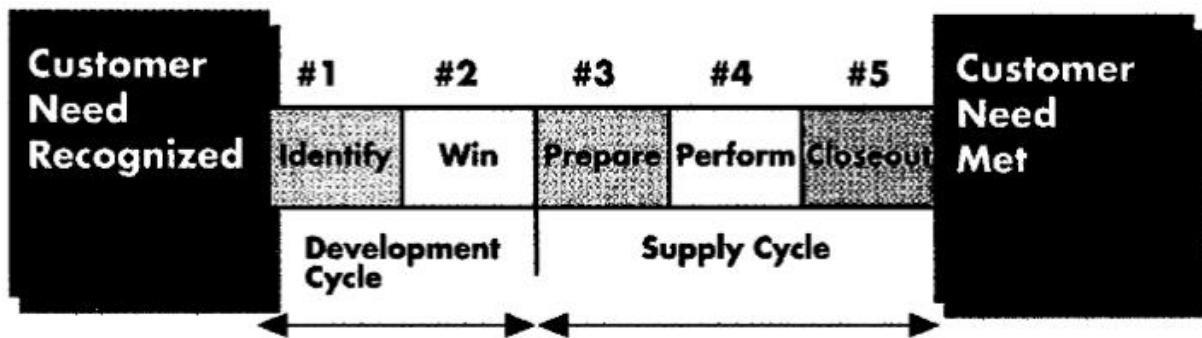 Customer
Need
Recognized
#1 #2 #3 #4 #5
Identify Win Prepare Perform Closeout
Development
Cycle
Supply Cycle
Customer
Need
Met